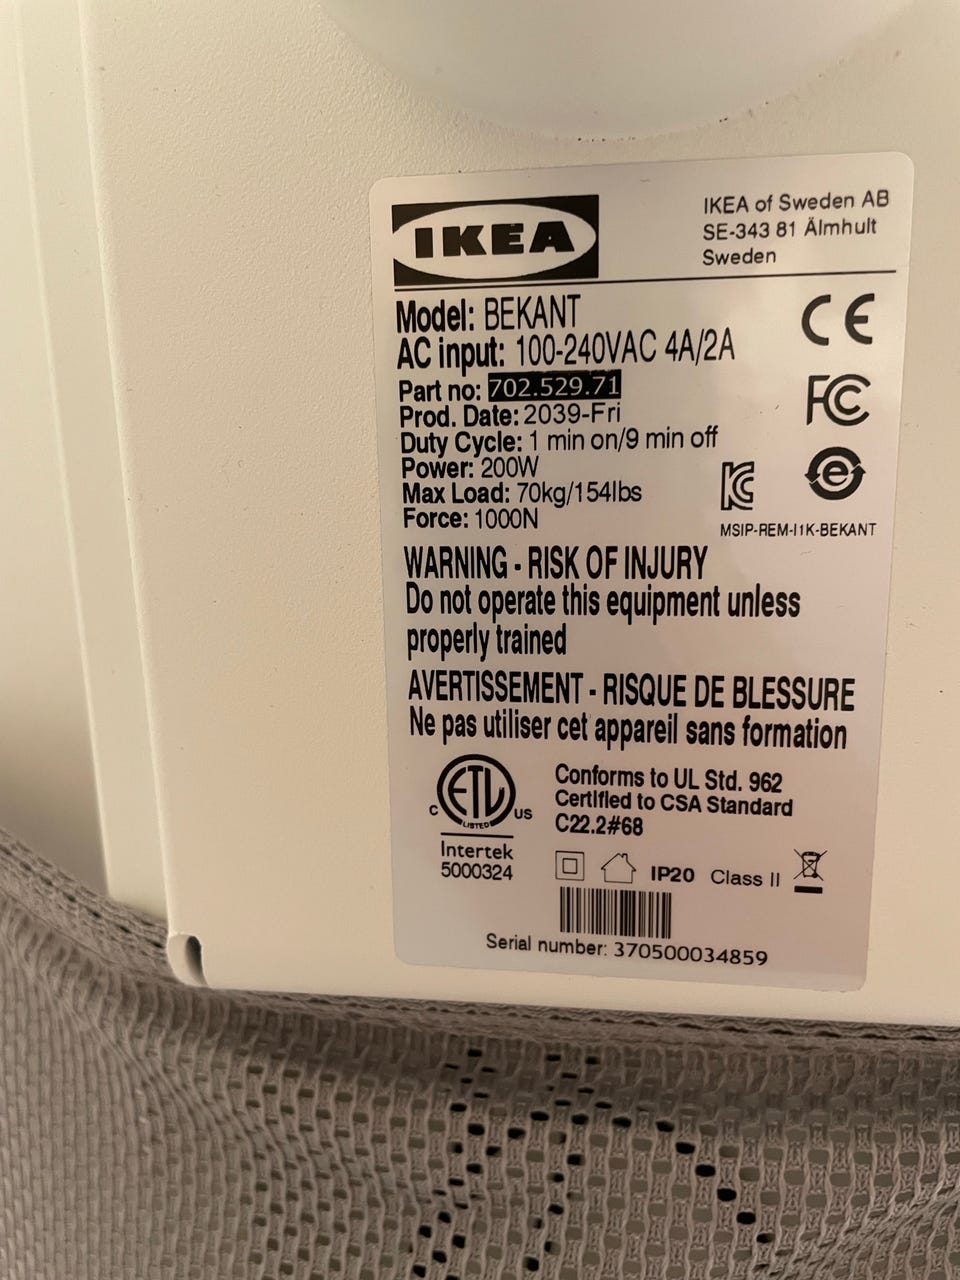 IKEA
IKEA of Sweden AB
SE-343 81 Älmhult
Sweden
Model: BEKANT
AC input: 100-240VAC 4A/2A
Part no: 702.529.71
Prod. Date: 2039-Fri
Duty Cycle: 1 min on/9 min off
Power: 200W
Max Load: 70kg/154lbs
Force: 1000N
CE
FC
e
KC
MSIP-REM-I1K-BEKANT
WARNING - RISK OF INJURY
Do not operate this equipment unless
properly trained
AVERTISSEMENT - RISQUE DE BLESSURE
Ne pas utiliser cet appareil sans formation
C ETL US
LISTED
Intertek
5000324
Conforms to UL Std. 962
Certified to CSA Standard
C22.2#68
IP20 Class II
Serial number: 370500034859